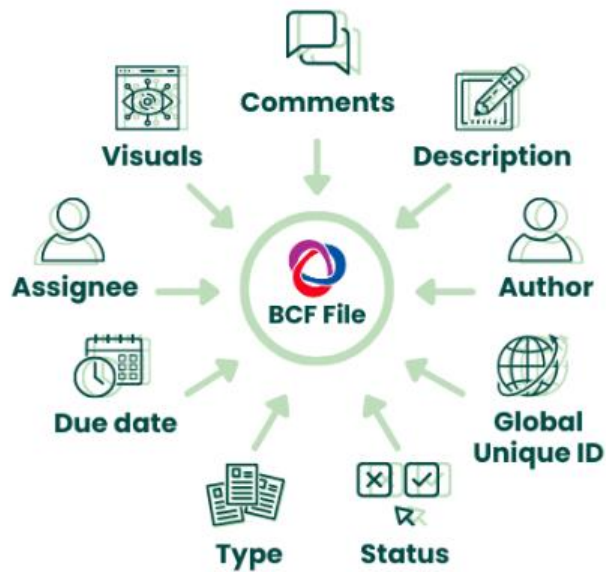 Comments
Visuals
Description
Assignee
BCF File
Author
Due date
Global
Unique ID
Type
Status